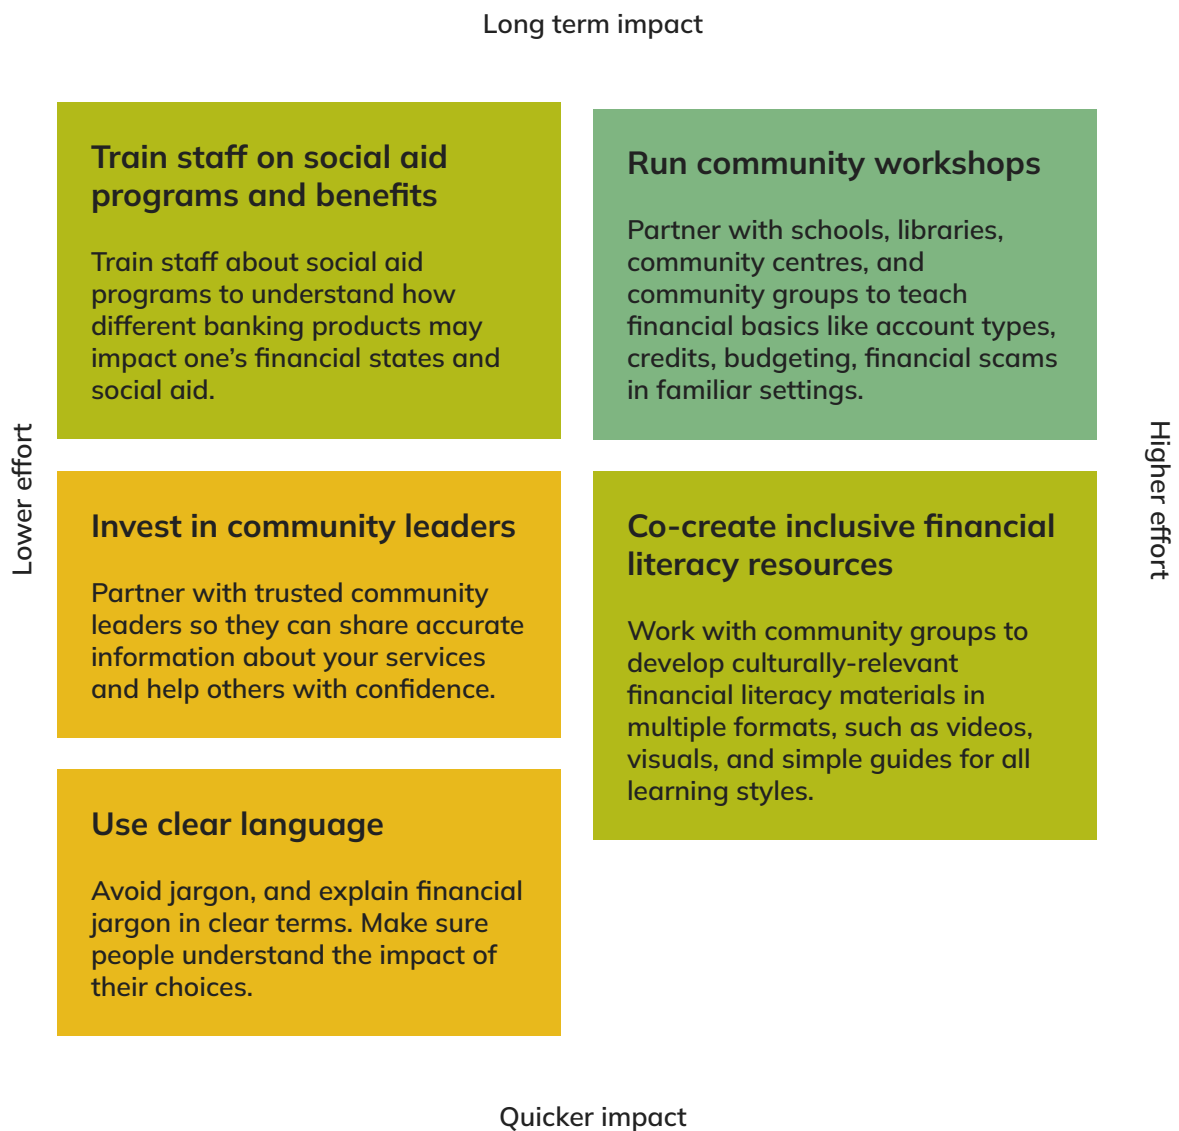 Long term impact
Train staff on social aid
programs and benefits
Train staff about social aid
programs to understand how
different banking products may
impact one’s financial states and
social aid.
Run community workshops
Partner with schools, libraries,
community centres, and
community groups to teach
financial basics like account types,
credits, budgeting, financial scams
in familiar settings.
Lower effort
Higher effort
Invest in community leaders
Partner with trusted community
leaders so they can share accurate
information about your services
and help others with confidence.
Co-create inclusive financial
literacy resources
Work with community groups to
develop culturally-relevant
financial literacy materials in
multiple formats, such as videos,
visuals, and simple guides for all
learning styles.
Use clear language
Avoid jargon, and explain financial
jargon in clear terms. Make sure
people understand the impact of
their choices.
Quicker impact